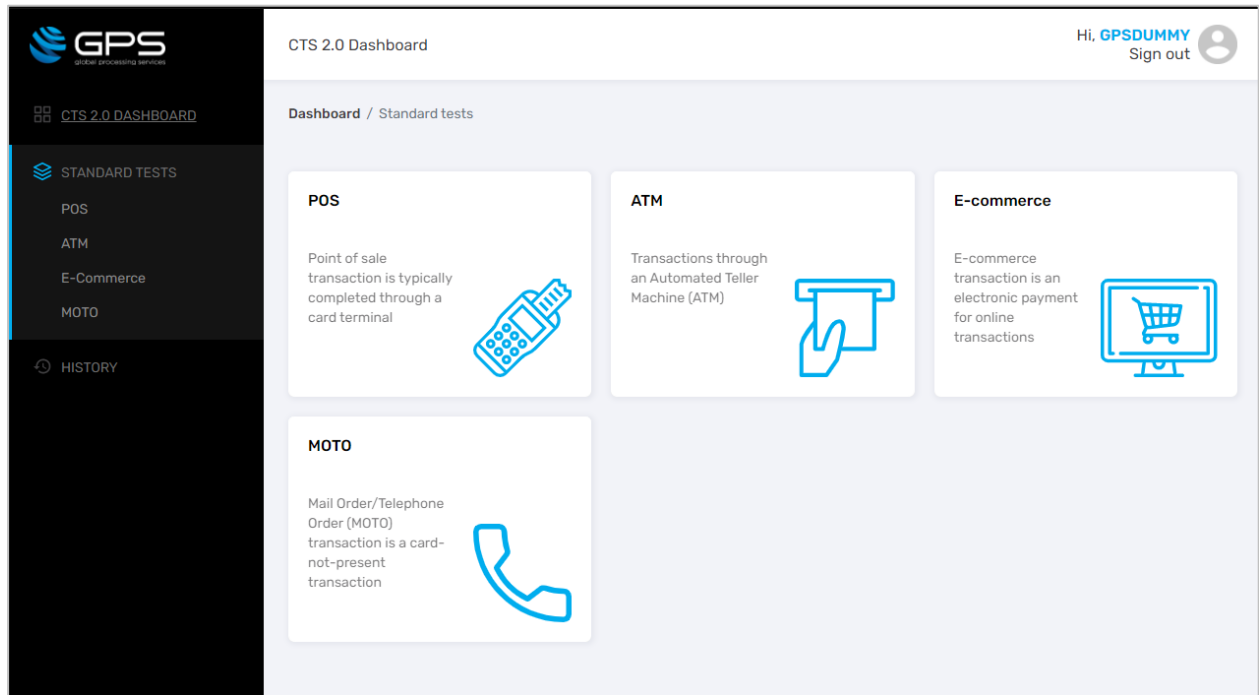 GPS
global processing services
CTS 2.0 DASHBOARD
STANDARD TESTS
POS
ATM
E-Commerce
MOTO
HISTORY
CTS 2.0 Dashboard
Hi, GPSDUMMY
Sign out
Dashboard / Standard tests
POS
Point of sale
transaction is typically
completed through a
card terminal
ATM
Transactions through
an Automated Teller
Machine (ATM)
E-commerce
E-commerce
transaction is an
electronic payment
for online
transactions
MOTO
Mail Order/Telephone
Order (MOTO)
transaction is a card-
not-present
transaction